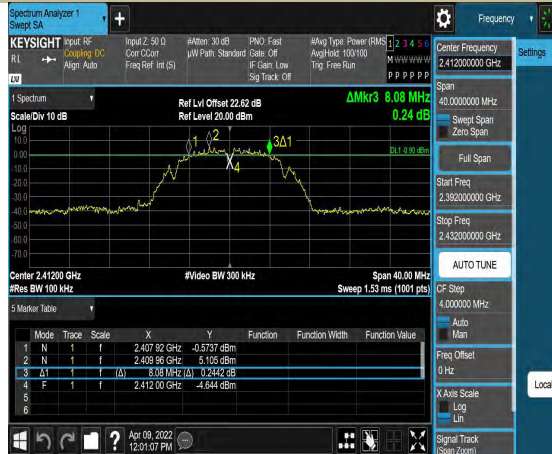 Spectrum Analyzer 1
Swept SA
+
Frequency
KEYSIGHT Input: RF
RL Coupling: DC
Align: Auto
LXI
Input Z: 50 Ω
Corr CCorr
Freq Ref: Int (S)
#Atten: 30 dB
µW Path: Standard
PNO: Fast
Gate: Off
IF Gain: Low
Sig Track: Off
#Avg Type: Power (RMS
Avg|Hold: 100/100
Trig: Free Run
1 2 3 4 5 6
M W W W W W
P P P P P P
Center Frequency
2.412000000 GHz
Settings
Span
40.0000000 MHz
Swept Span
Zero Span
Full Span
Start Freq
2.392000000 GHz
Stop Freq
2.432000000 GHz
AUTO TUNE
CF Step
4.000000 MHz
Auto
Man
Freq Offset
0 Hz
X Axis Scale
Log
Lin
Local
Signal Track
(Span Zoom)
1 Spectrum
Scale/Div 10 dB
Ref Lvl Offset 22.62 dB
Ref Level 20.00 dBm
ΔMkr3 8.08 MHz
0.24 dB
Log
10.0
0.00
-10.0
-20.0
-30.0
-40.0
-50.0
-60.0
-70.0
1
2
3Δ1
4
DL1 -0.90 dBm
Center 2.41200 GHz
#Res BW 100 kHz
#Video BW 300 kHz
Span 40.00 MHz
Sweep 1.53 ms (1001 pts)
5 Marker Table
Mode Trace Scale X Y Function Function Width Function Value
1 N 1 f 2.407 92 GHz -0.5737 dBm
2 N 1 f 2.409 96 GHz 5.105 dBm
3 Δ1 1 f (Δ) 8.08 MHz (Δ) 0.2442 dB
4 F 1 f 2.412 00 GHz -4.644 dBm
5
6
?
Apr 09, 2022
12:01:07 PM